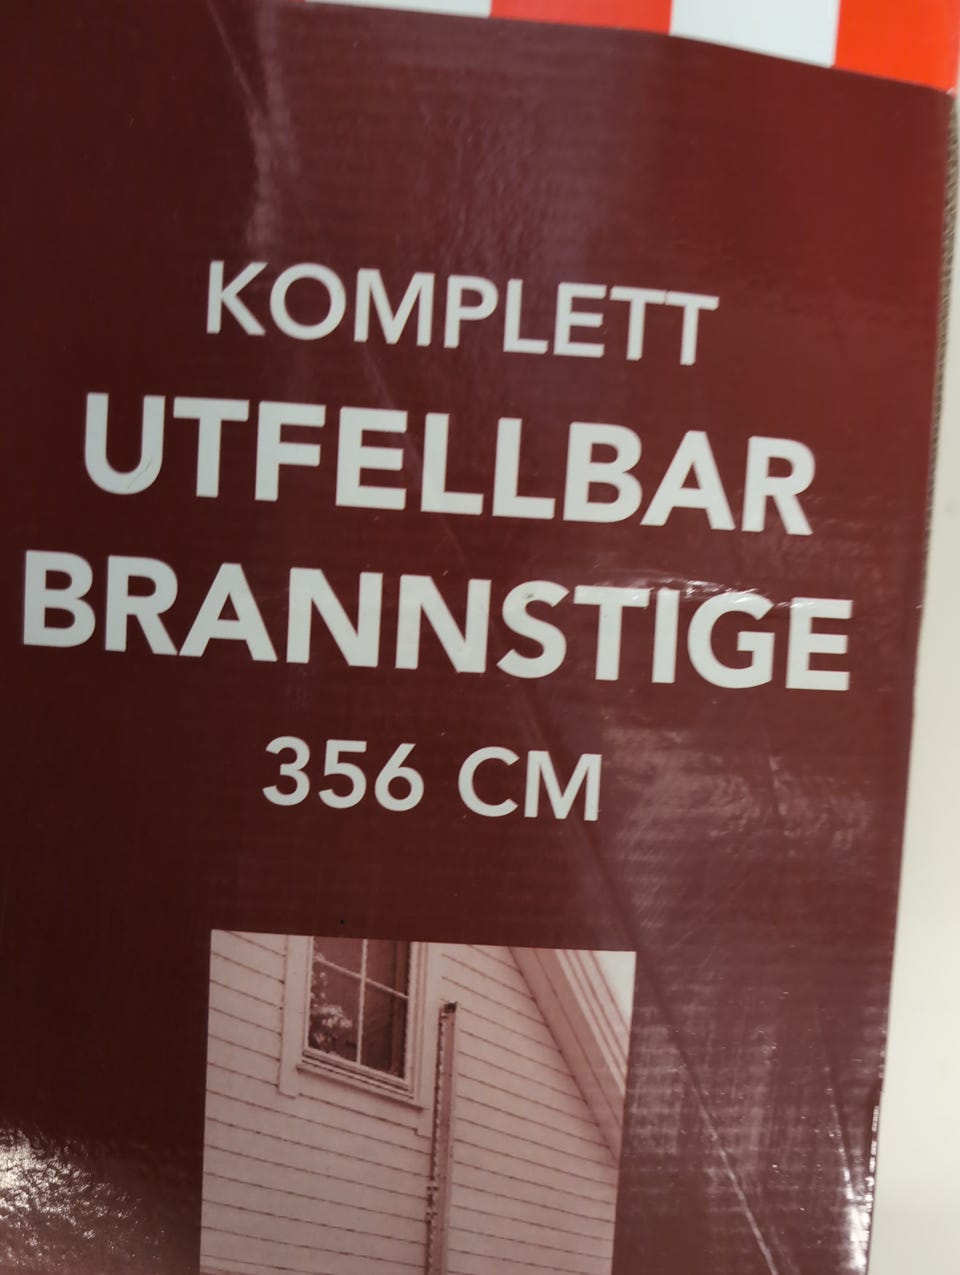 KOMPLETT
UTFELLBAR
BRANNSTIGE
356 CM